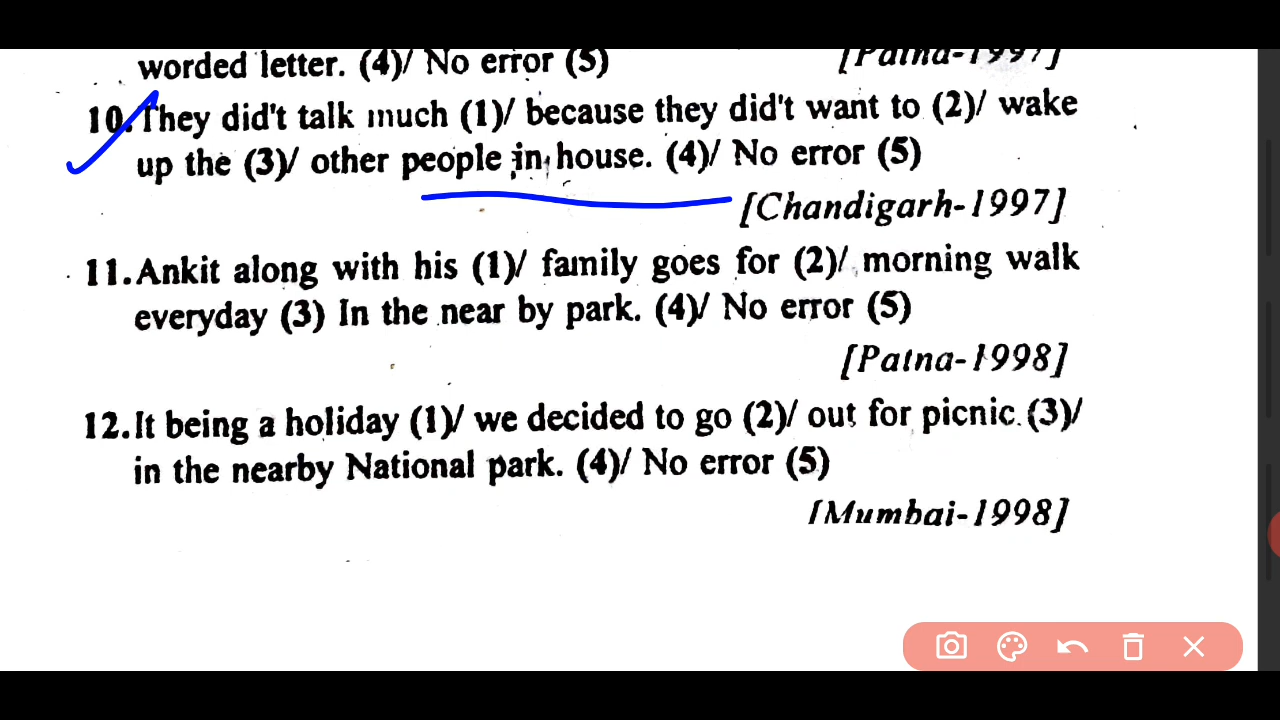 worded letter. (4)/ No error (5) [Patna-1997]
10. They did't talk much (1)/ because they did't want to (2)/ wake
up the (3)/ other people in house. (4)/ No error (5)
[Chandigarh-1997]
11. Ankit along with his (1)/ family goes for (2)/ morning walk
everyday (3) In the near by park. (4)/ No error (5)
[Patna-1998]
12. It being a holiday (1)/ we decided to go (2)/ out for picnic (3)/
in the nearby National park. (4)/ No error (5)
[Mumbai-1998]